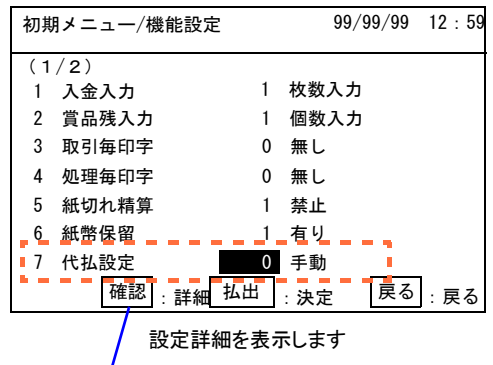 初期メニュー/機能設定 99/99/99 12:59
(1/2)
1 入金入力 1 枚数入力
2 賞品残入力 1 個数入力
3 取引毎印字 0 無し
4 処理毎印字 0 無し
5 紙切れ精算 1 禁止
6 紙幣保留 1 有り
7 代払設定 0 手動
確認 :詳細 払出 :決定 戻る :戻る
設定詳細を表示します